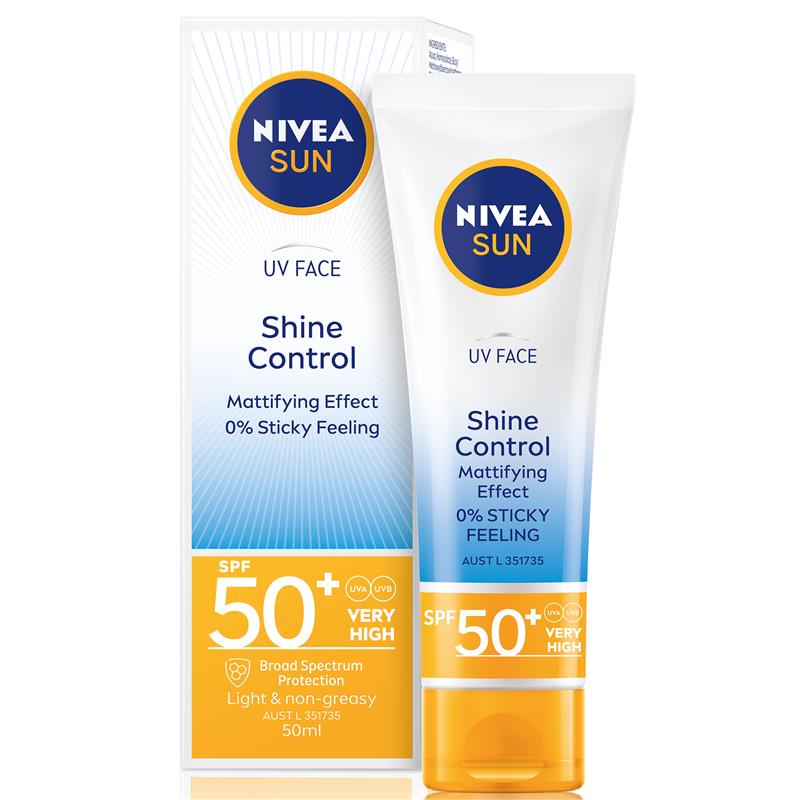 NIVEA
SUN
UV FACE
Shine
Control
Mattifying Effect
0% Sticky Feeling
SPF
50+
UVA UVB
VERY
HIGH
Broad Spectrum
Protection
Light & non-greasy
AUST L 351735
50ml
INGREDIENTS:
NIVEA
SUN
UV FACE
Shine
Control
Mattifying
Effect
0% STICKY
FEELING
AUST L 351735
SPF 50+
UVA UVB
VERY
HIGH